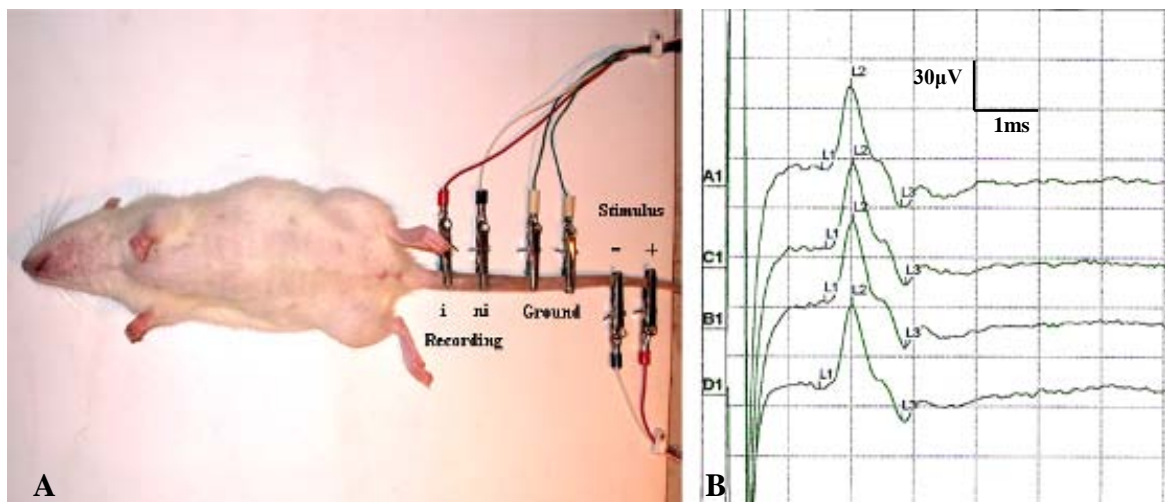 Stimulus
- +
i ni Ground
Recording
A
30µV
1ms
L2
A1
L1
L2
L3
C1
L1
L2
L3
B1
L1
L2
L3
D1
L1
L3
B